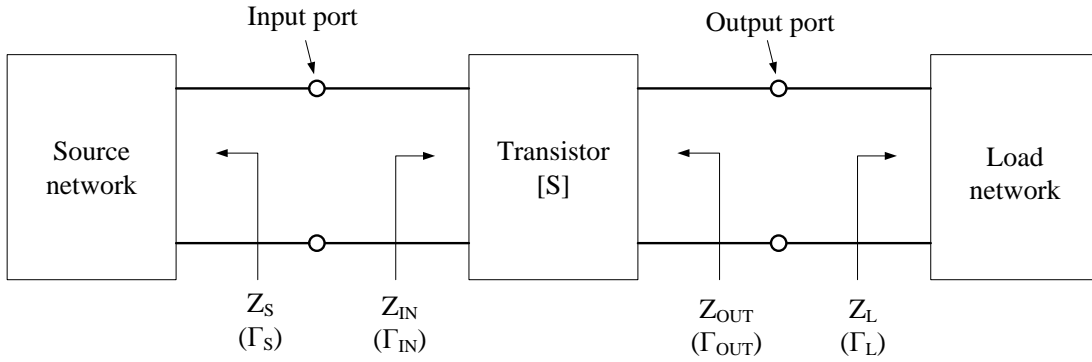 Input port
Output port
Source
network
Transistor
[S]
Load
network
Z_S
(Γ_S)
Z_IN
(Γ_IN)
Z_OUT
(Γ_OUT)
Z_L
(Γ_L)